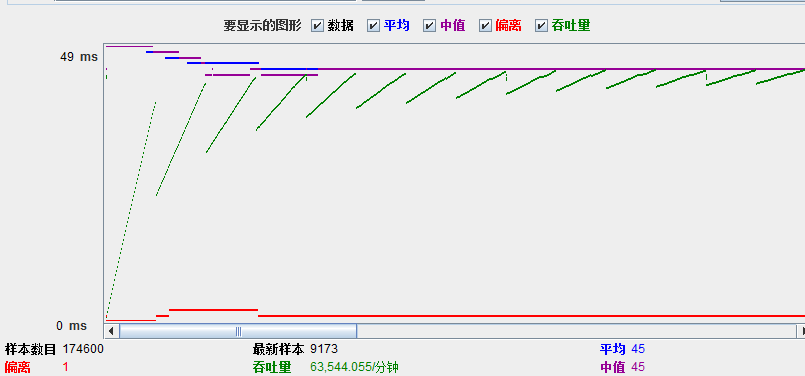 要显示的图形 数据 平均 中值 偏离 吞吐量
49 ms
0 ms
样本数目 174600 最新样本 9173 平均 45
偏离 1 吞吐量 63,544.055/分钟 中值 45